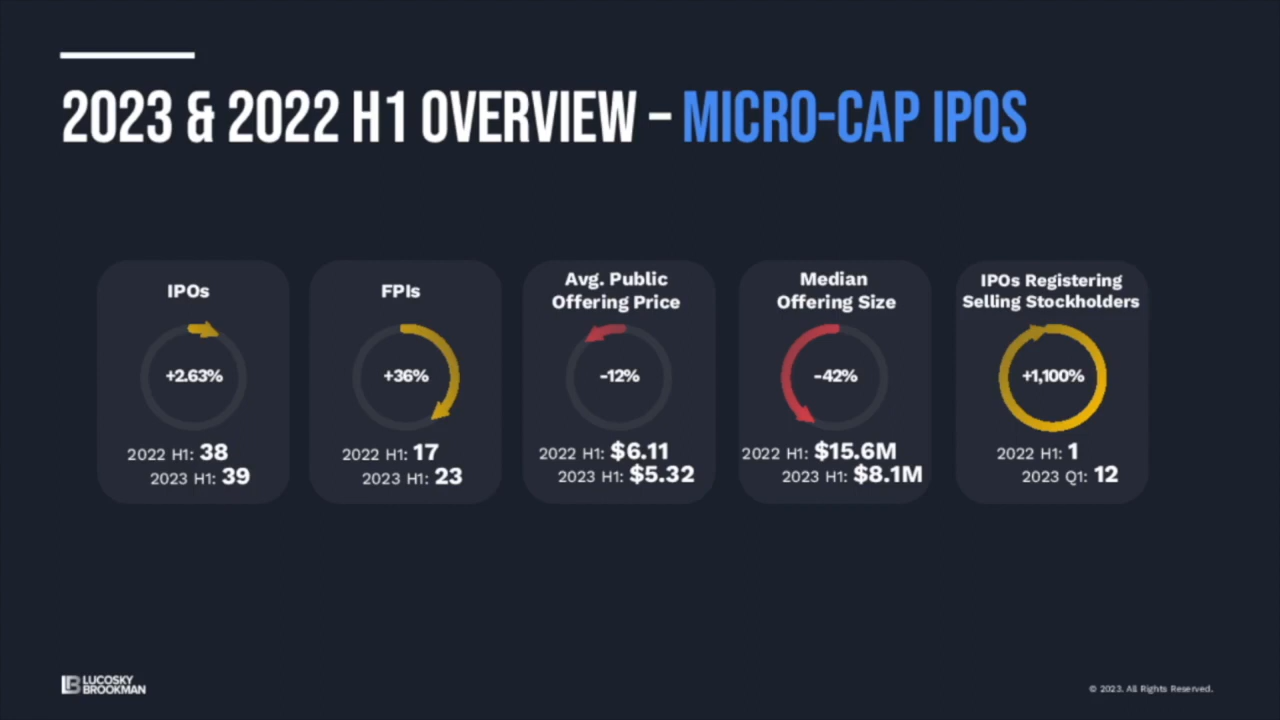 2023 & 2022 H1 OVERVIEW – MICRO-CAP IPOS
IPOs
+2.63%
2022 H1: 38
2023 H1: 39
FPIs
+36%
2022 H1: 17
2023 H1: 23
Avg. Public
Offering Price
-12%
2022 H1: $6.11
2023 H1: $5.32
Median
Offering Size
-42%
2022 H1: $15.6M
2023 H1: $8.1M
IPOs Registering
Selling Stockholders
+1,100%
2022 H1: 1
2023 Q1: 12
LB LUCOSKY
BROOKMAN
© 2023. All Rights Reserved.